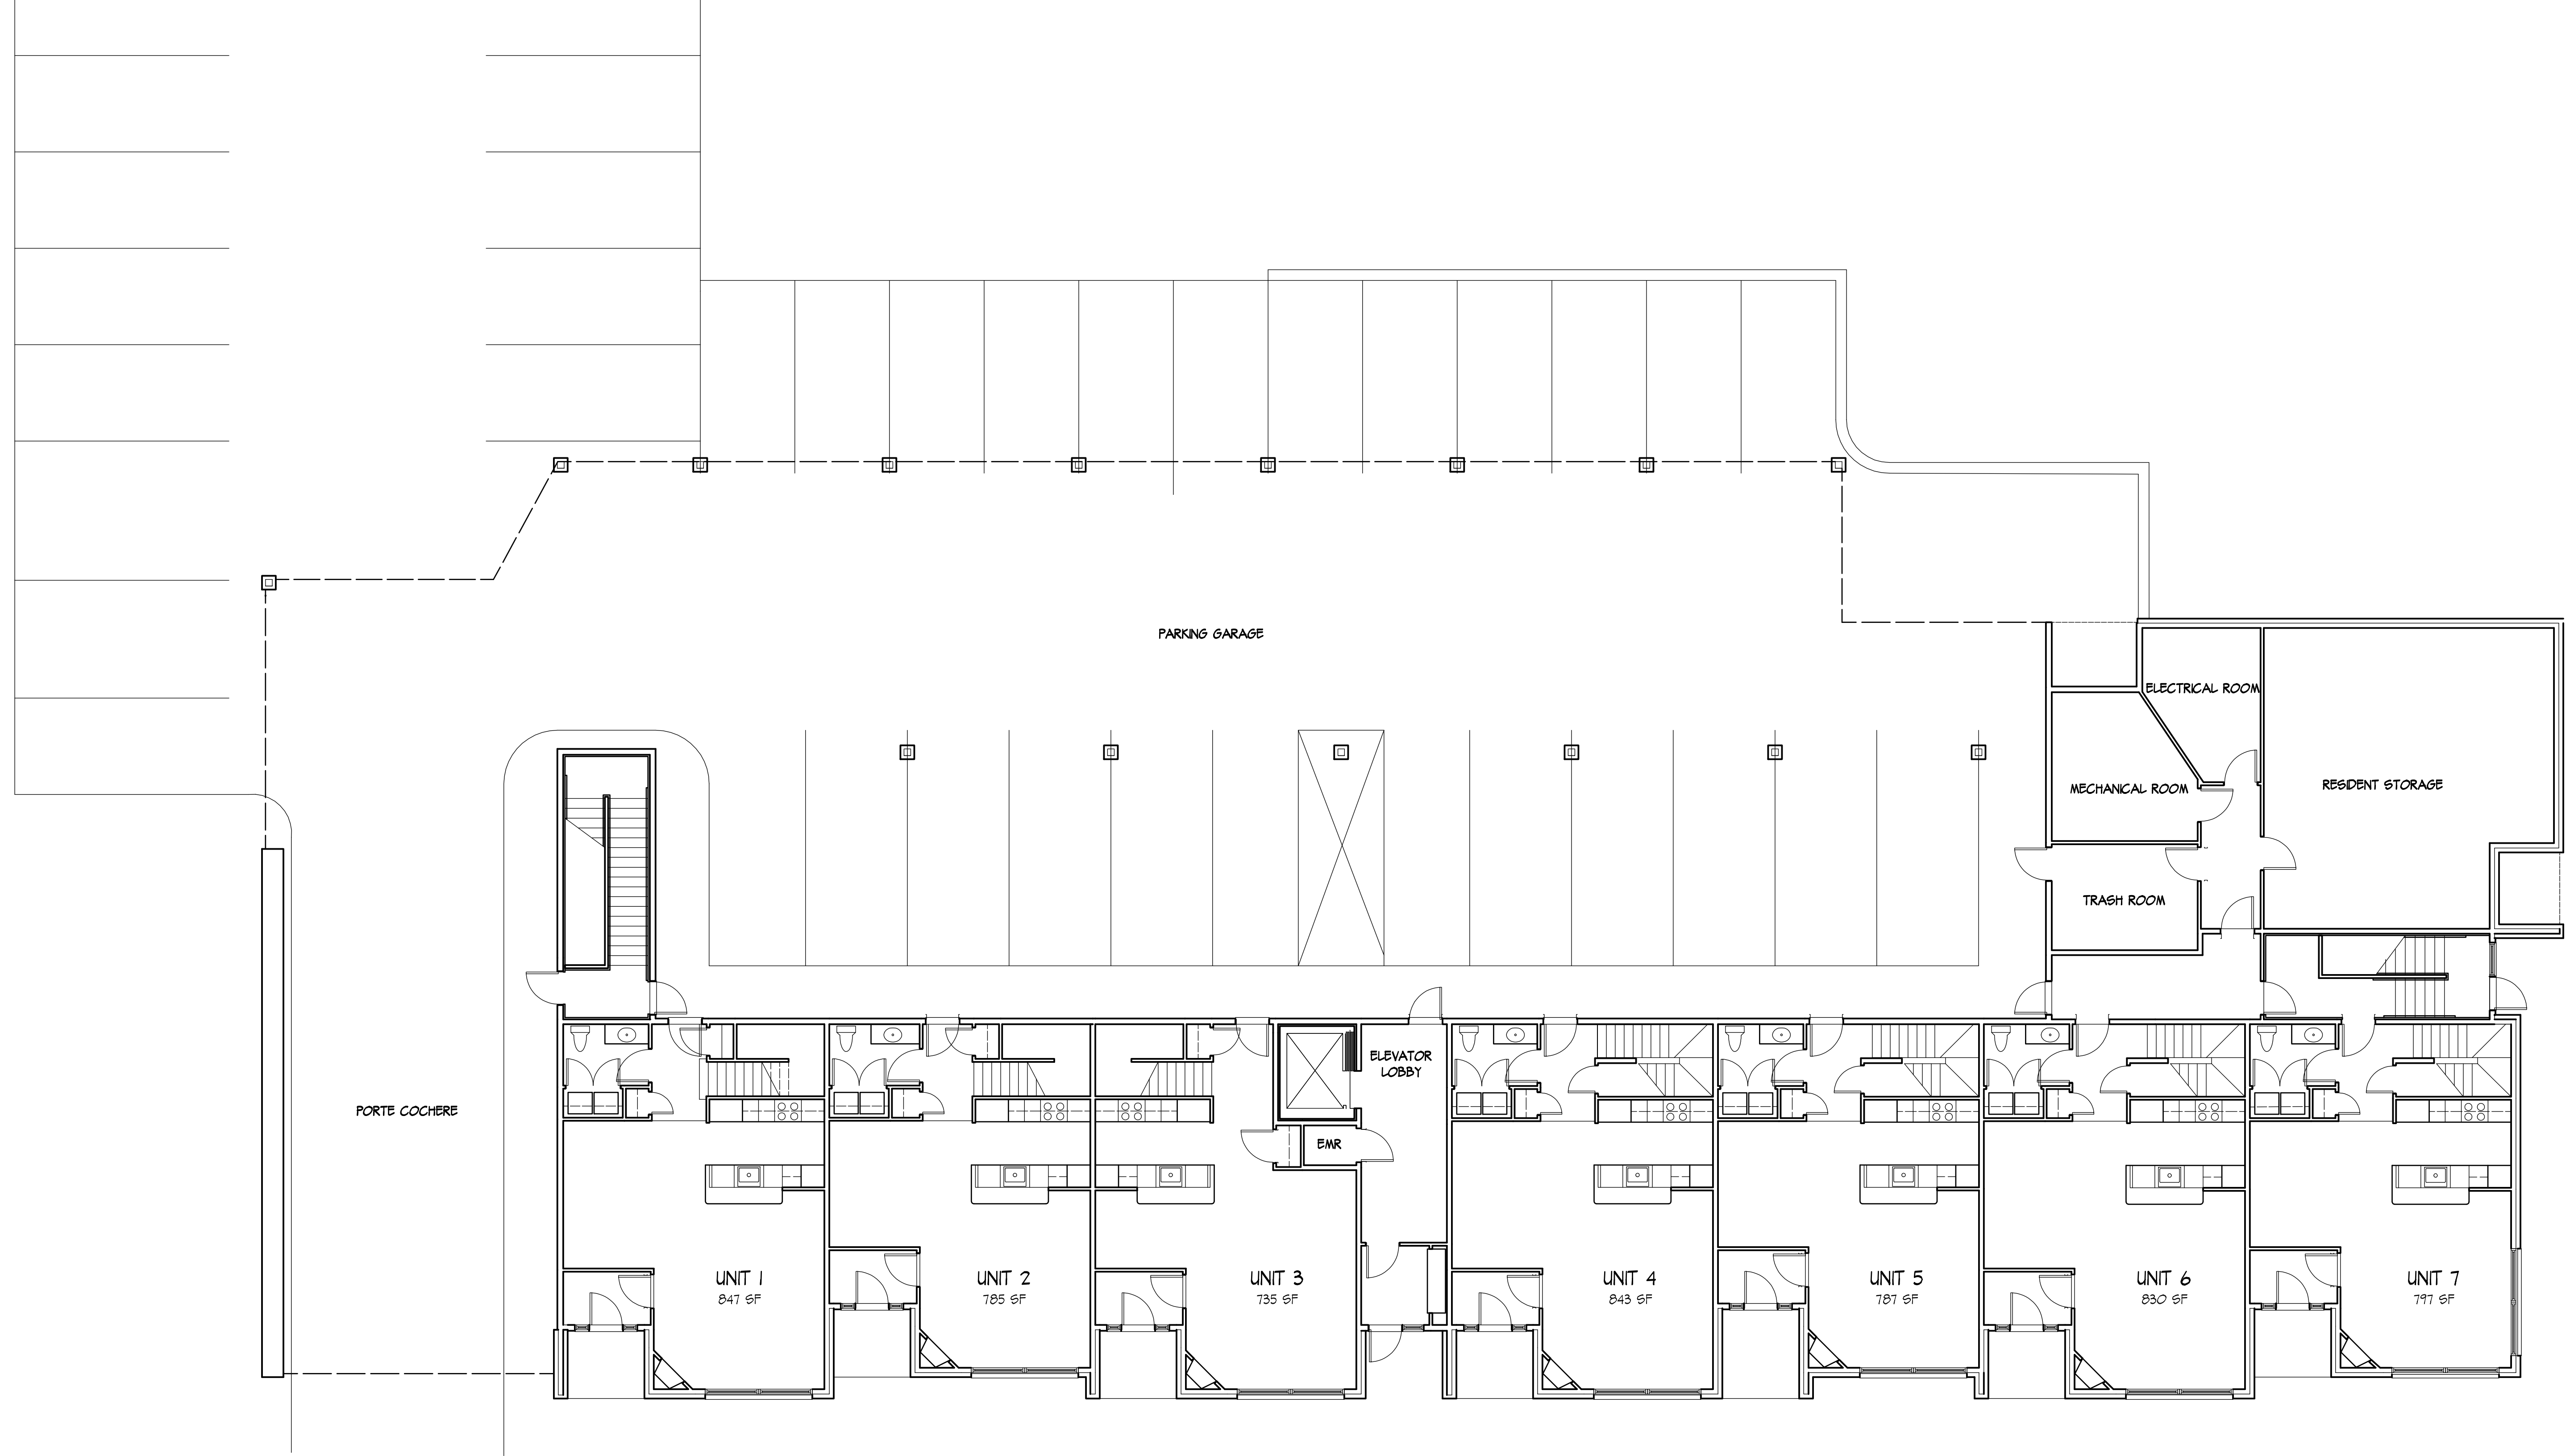 PARKING GARAGE
ELECTRICAL ROOM
MECHANICAL ROOM
RESIDENT STORAGE
TRASH ROOM
ELEVATOR
LOBBY
PORTE COCHERE
EMR
UNIT 1
847 SF
UNIT 2
785 SF
UNIT 3
735 SF
UNIT 4
843 SF
UNIT 5
787 SF
UNIT 6
830 SF
UNIT 7
797 SF